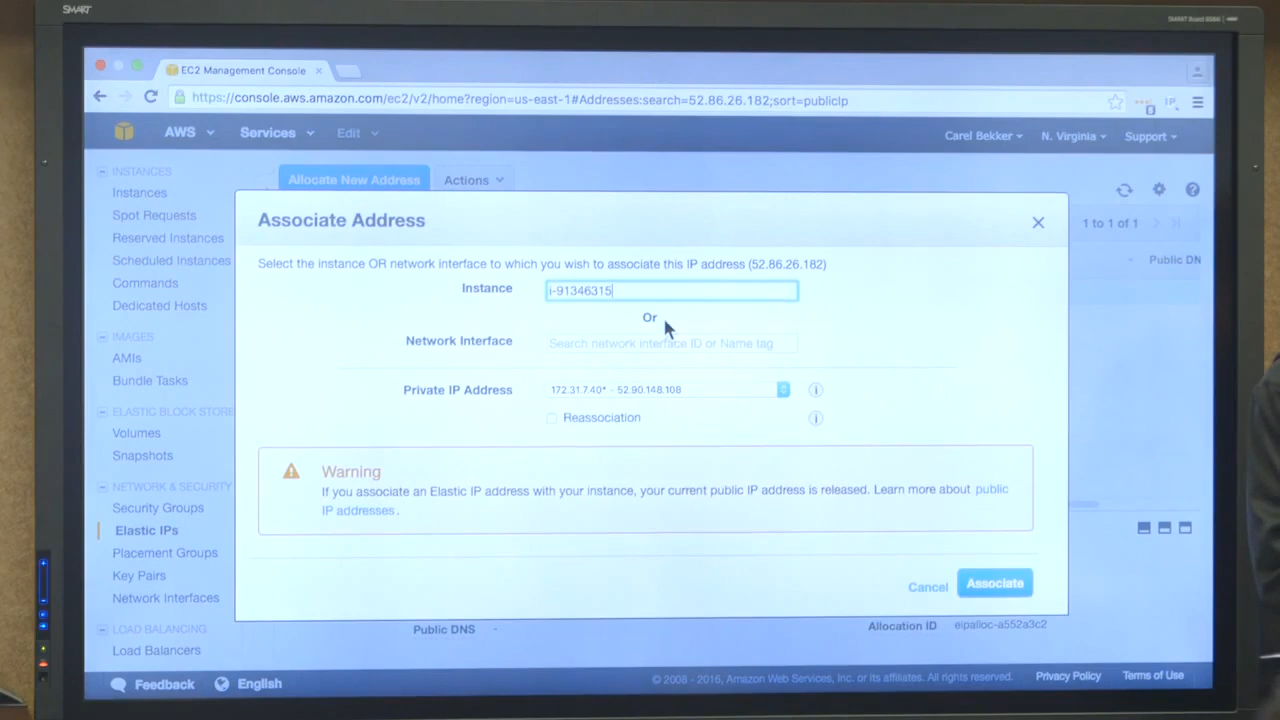 SMART
EC2 Management Console
https://console.aws.amazon.com/ec2/v2/home?region=us-east-1#Addresses:search=52.86.26.182;sort=publicIp
AWS Services Edit Carel Bekker N. Virginia Support
INSTANCES
Instances
Spot Requests
Reserved Instances
Scheduled Instances
Commands
Dedicated Hosts
IMAGES
AMIs
Bundle Tasks
ELASTIC BLOCK STORE
Volumes
Snapshots
NETWORK & SECURITY
Security Groups
Elastic IPs
Placement Groups
Key Pairs
Network Interfaces
LOAD BALANCING
Load Balancers
Allocate New Address Actions
1 to 1 of 1
Public DN
Associate Address
Select the instance OR network interface to which you wish to associate this IP address (52.86.26.182)
Instance i-91346315
Or
Network Interface Search network interface ID or Name tag
Private IP Address 172.31.7.40* - 52.90.148.108
Reassociation
Warning
If you associate an Elastic IP address with your instance, your current public IP address is released. Learn more about public
IP addresses.
Cancel Associate
Public DNS - Allocation ID eipalloc-a552a3c2
Feedback English © 2008 - 2016, Amazon Web Services, Inc. or its affiliates. All rights reserved. Privacy Policy Terms of Use